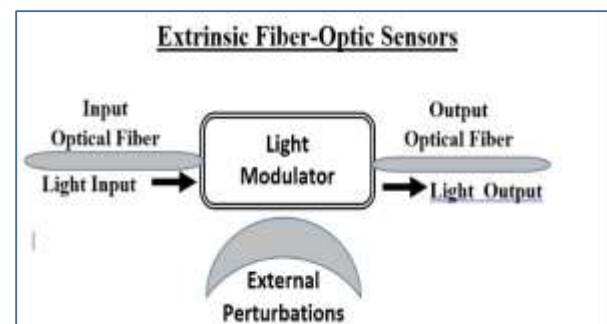 Extrinsic Fiber-Optic Sensors
Input
Optical Fiber
Light Input
Light
Modulator
Output
Optical Fiber
Light Output
External
Perturbations